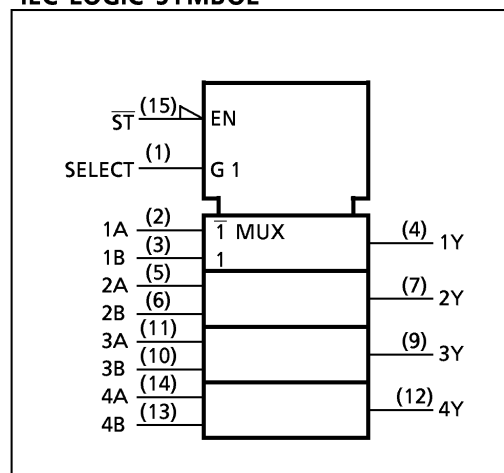 IEC LOGIC SYMBOL
S̅T̅ (15) EN
SELECT (1) G 1
1A (2) 1̅ MUX (4) 1Y
1B (3) 1
2A (5) (7) 2Y
2B (6)
3A (11) (9) 3Y
3B (10)
4A (14) (12) 4Y
4B (13)